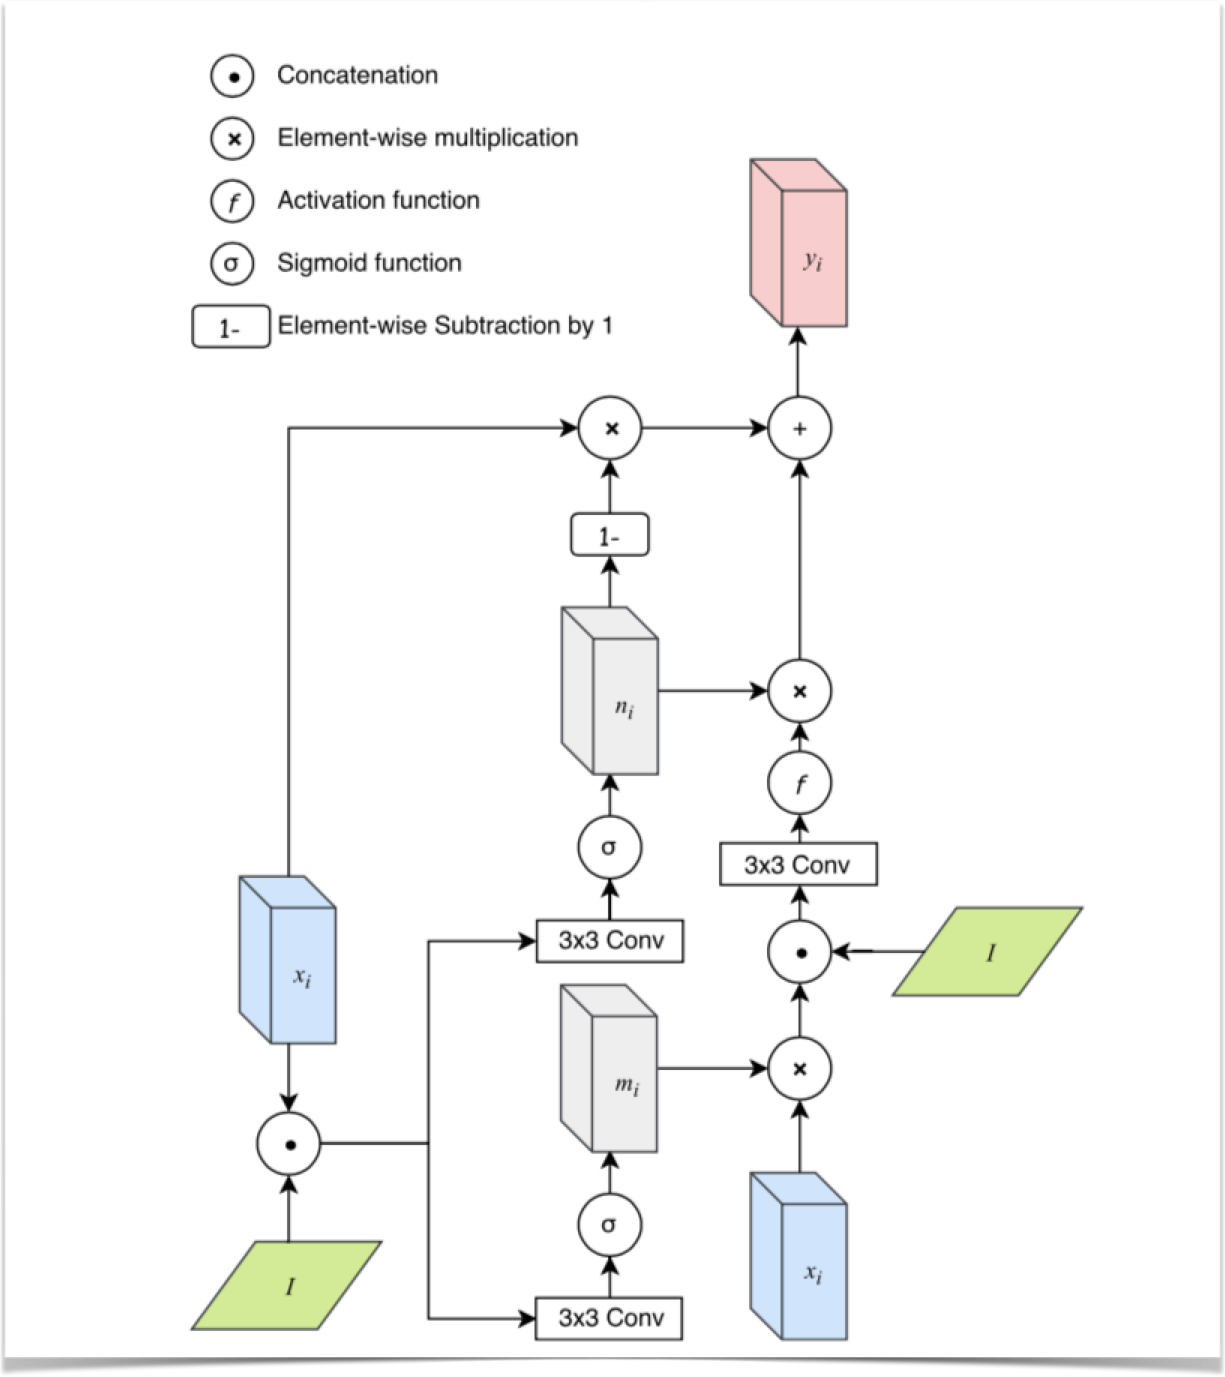 • Concatenation
× Element-wise multiplication
f Activation function
σ Sigmoid function
1- Element-wise Subtraction by 1
y_i
× +
1-
n_i ×
f
σ
3x3 Conv
3x3 Conv
x_i • I
m_i ×
•
σ
I x_i
3x3 Conv